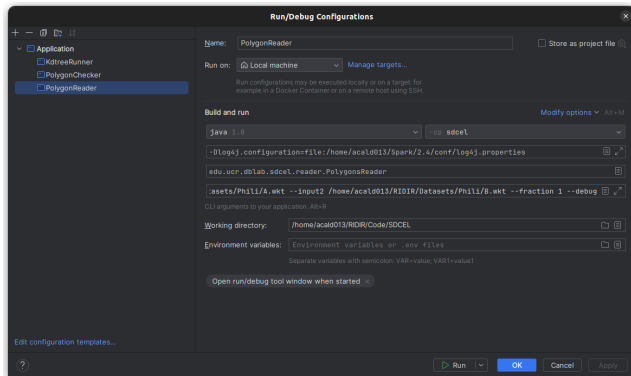 Run/Debug Configurations
Application
KdtreeRunner
PolygonChecker
PolygonReader
Edit configuration templates...
Name: PolygonReader
Store as project file
Run on: Local machine Manage targets...
Run configurations may be executed locally or on a target: for
example in a Docker Container or on a remote host using SSH.
Build and run Modify options Alt+M
java 1.8 -cp sdcel
-Dlog4j.configuration=file:/home/acald013/Spark/2.4/conf/log4j.properties
edu.ucr.dblab.sdcel.reader.PolygonsReader
:asets/Phili/A.wkt --input2 /home/acald013/RIDIR/Datasets/Phili/B.wkt --fraction 1 --debug
CLI arguments to your application. Alt+R
Working directory: /home/acald013/RIDIR/Code/SDCEL
Environment variables: Environment variables or .env files
Separate variables with semicolon: VAR=value; VAR1=value1
Open run/debug tool window when started ×
? Run OK Cancel Apply